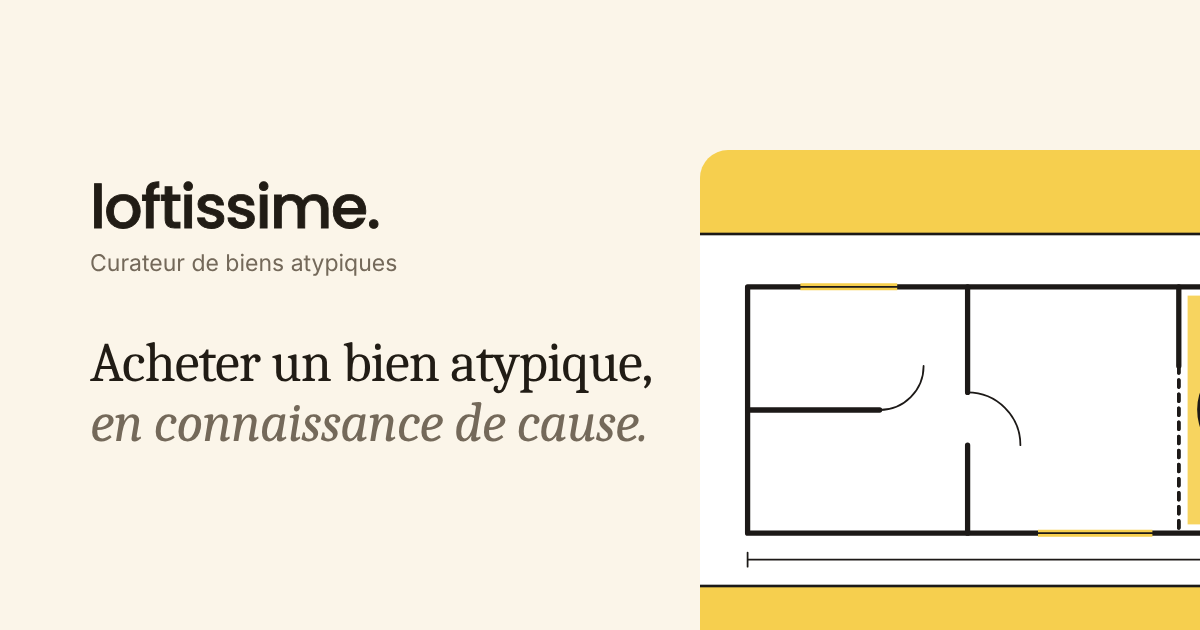 loftissime.
Curateur de biens atypiques
Acheter un bien atypique,
en connaissance de cause.